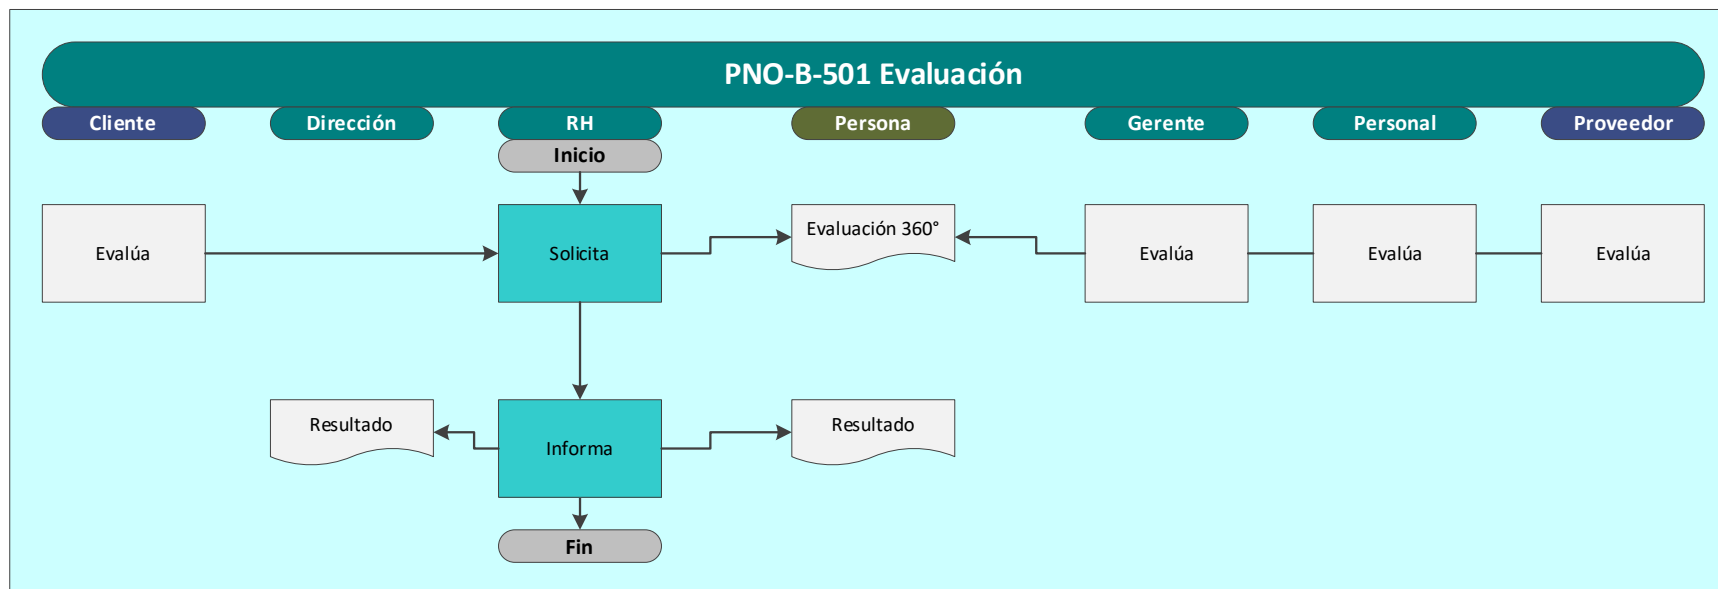 PNO-B-501 Evaluación
Cliente
Dirección
RH
Persona
Gerente
Personal
Proveedor
Inicio
Evalúa
Solicita
Evaluación 360°
Evalúa
Evalúa
Evalúa
Resultado
Informa
Resultado
Fin